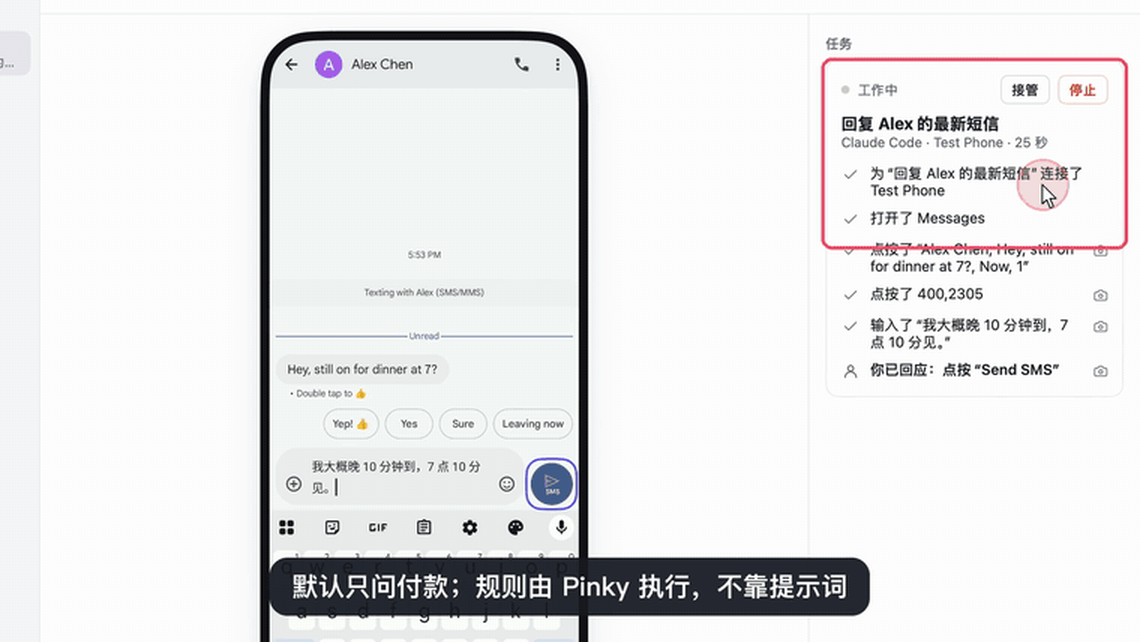 任务
Alex Chen
A
工作中
接管
停止
回复 Alex 的最新短信
Claude Code · Test Phone · 25 秒
为 “回复 Alex 的最新短信” 连接了
Test Phone
打开了 Messages
点按了 “Alex Chen, Hey, still on
for dinner at 7?, Now, 1”
点按了 400,2305
输入了 “我大概晚 10 分钟到，7
点 10 分见。”
你已回应：点按 “Send SMS”
5:53 PM
Texting with Alex (SMS/MMS)
Unread
Hey, still on for dinner at 7?
• Double tap to 👍
Yep! 👍
Yes
Sure
Leaving now
我大概晚 10 分钟到，7 点 10 分
见。
SMS
GIF
默认只问付款；规则由 Pinky 执行，不靠提示词
a s d f g h j k l